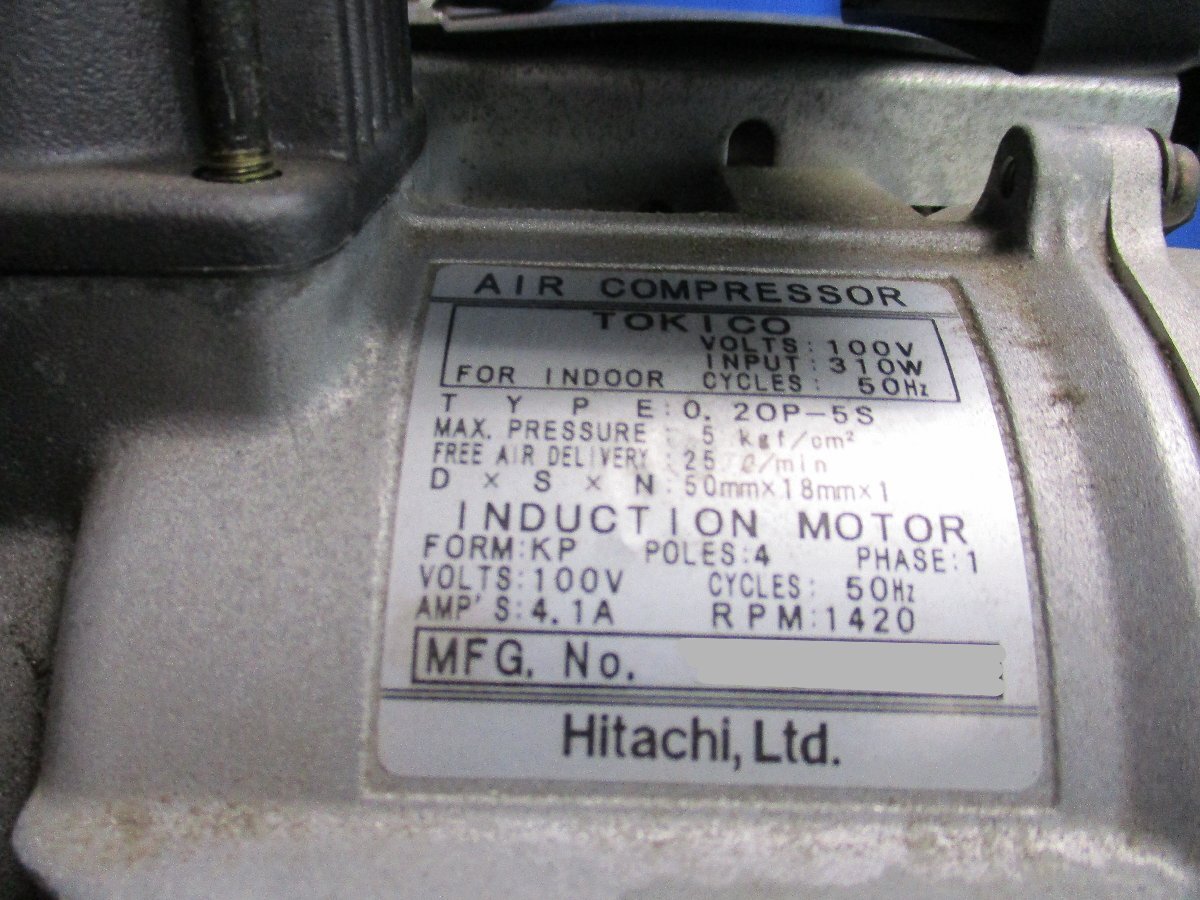 AIR COMPRESSOR
TOKICO
VOLTS: 100V
INPUT: 310W
FOR INDOOR CYCLES: 50Hz
TYPE: 0.2OP-5S
MAX. PRESSURE: 5 kgf/cm²
FREE AIR DELIVERY: 25 ℓ/min
D×S×N: 50mm×18mm×1
INDUCTION MOTOR
FORM: KP POLES: 4 PHASE: 1
VOLTS: 100V CYCLES: 50Hz
AMP'S: 4.1A RPM: 1420
MFG. No.
Hitachi, Ltd.